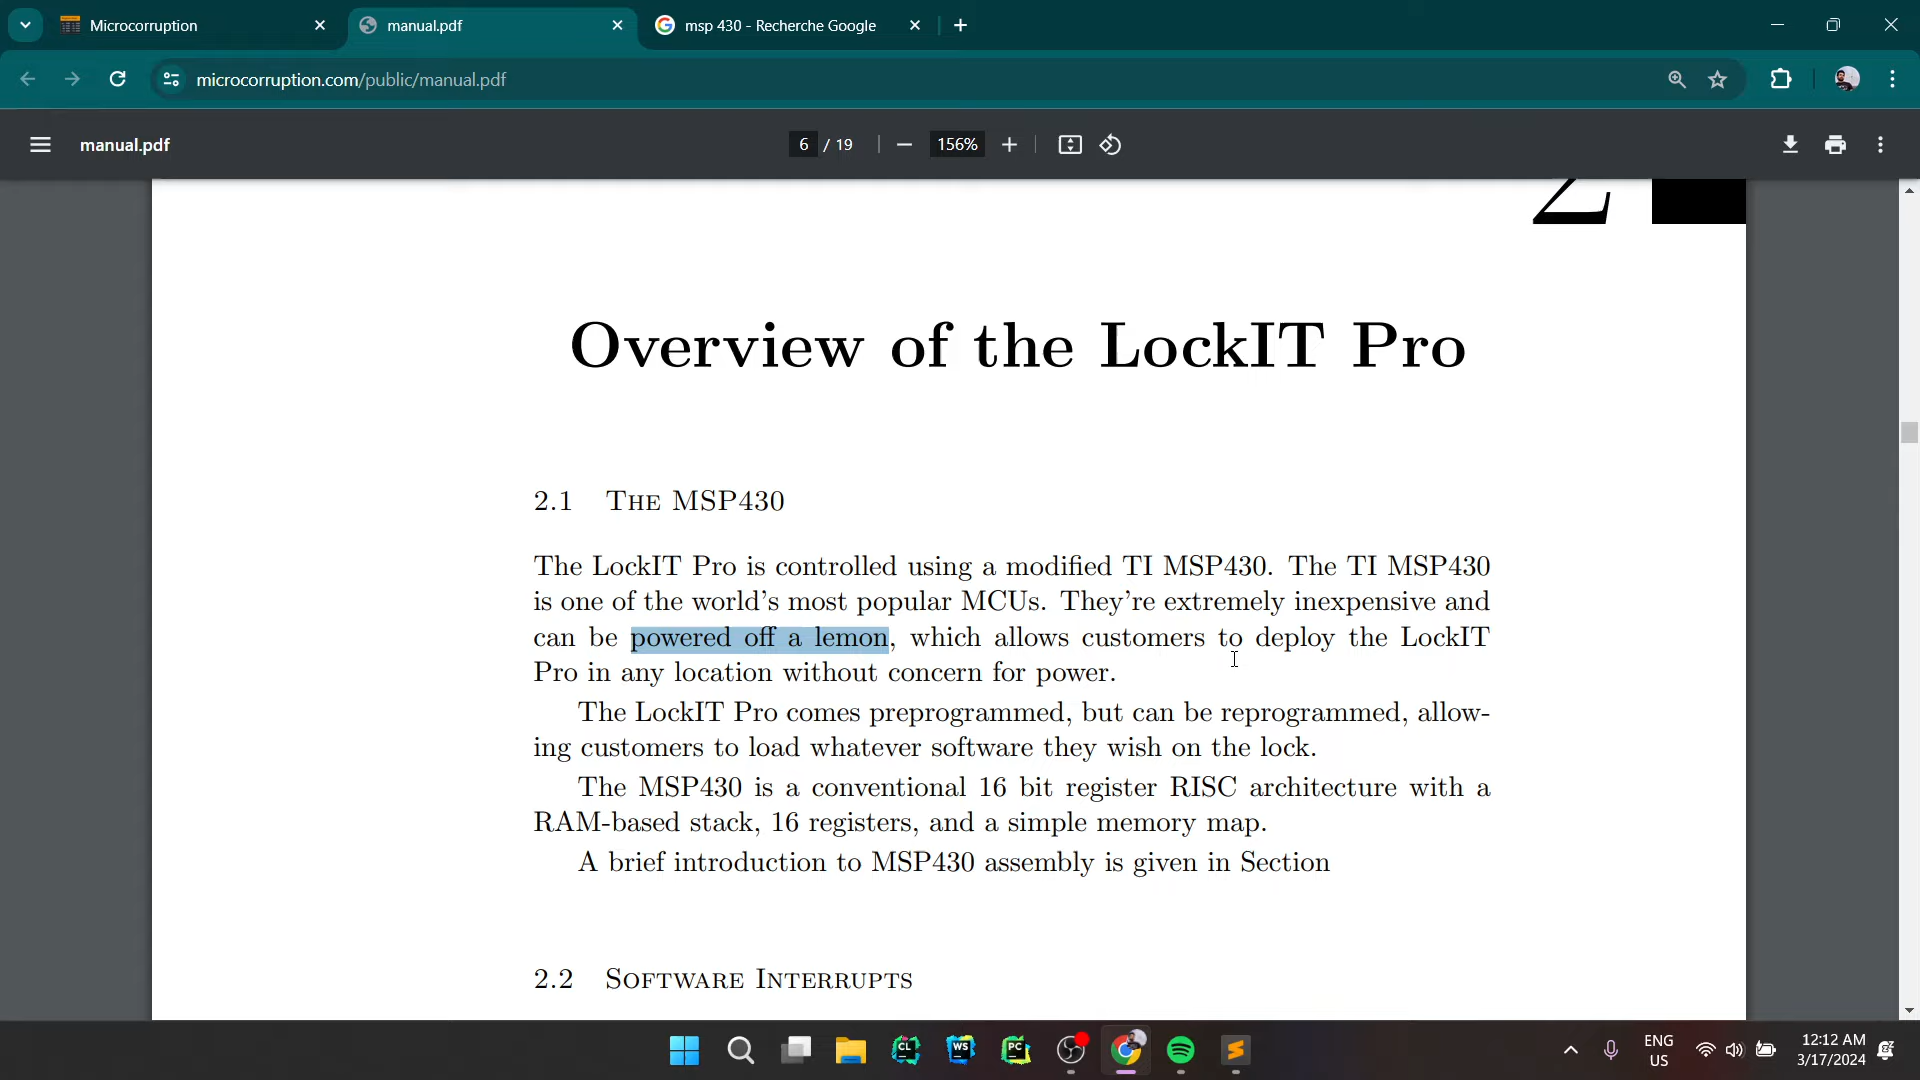 Microcorruption
manual.pdf
msp 430 - Recherche Google
microcorruption.com/public/manual.pdf
manual.pdf
6 / 19
156%
2
Overview of the LockIT Pro
2.1 The MSP430
The LockIT Pro is controlled using a modified TI MSP430. The TI MSP430
is one of the world's most popular MCUs. They're extremely inexpensive and
can be powered off a lemon, which allows customers to deploy the LockIT
Pro in any location without concern for power.
The LockIT Pro comes preprogrammed, but can be reprogrammed, allow-
ing customers to load whatever software they wish on the lock.
The MSP430 is a conventional 16 bit register RISC architecture with a
RAM-based stack, 16 registers, and a simple memory map.
A brief introduction to MSP430 assembly is given in Section
2.2 Software Interrupts
CL
WS
PC
ENG
US
12:12 AM
3/17/2024